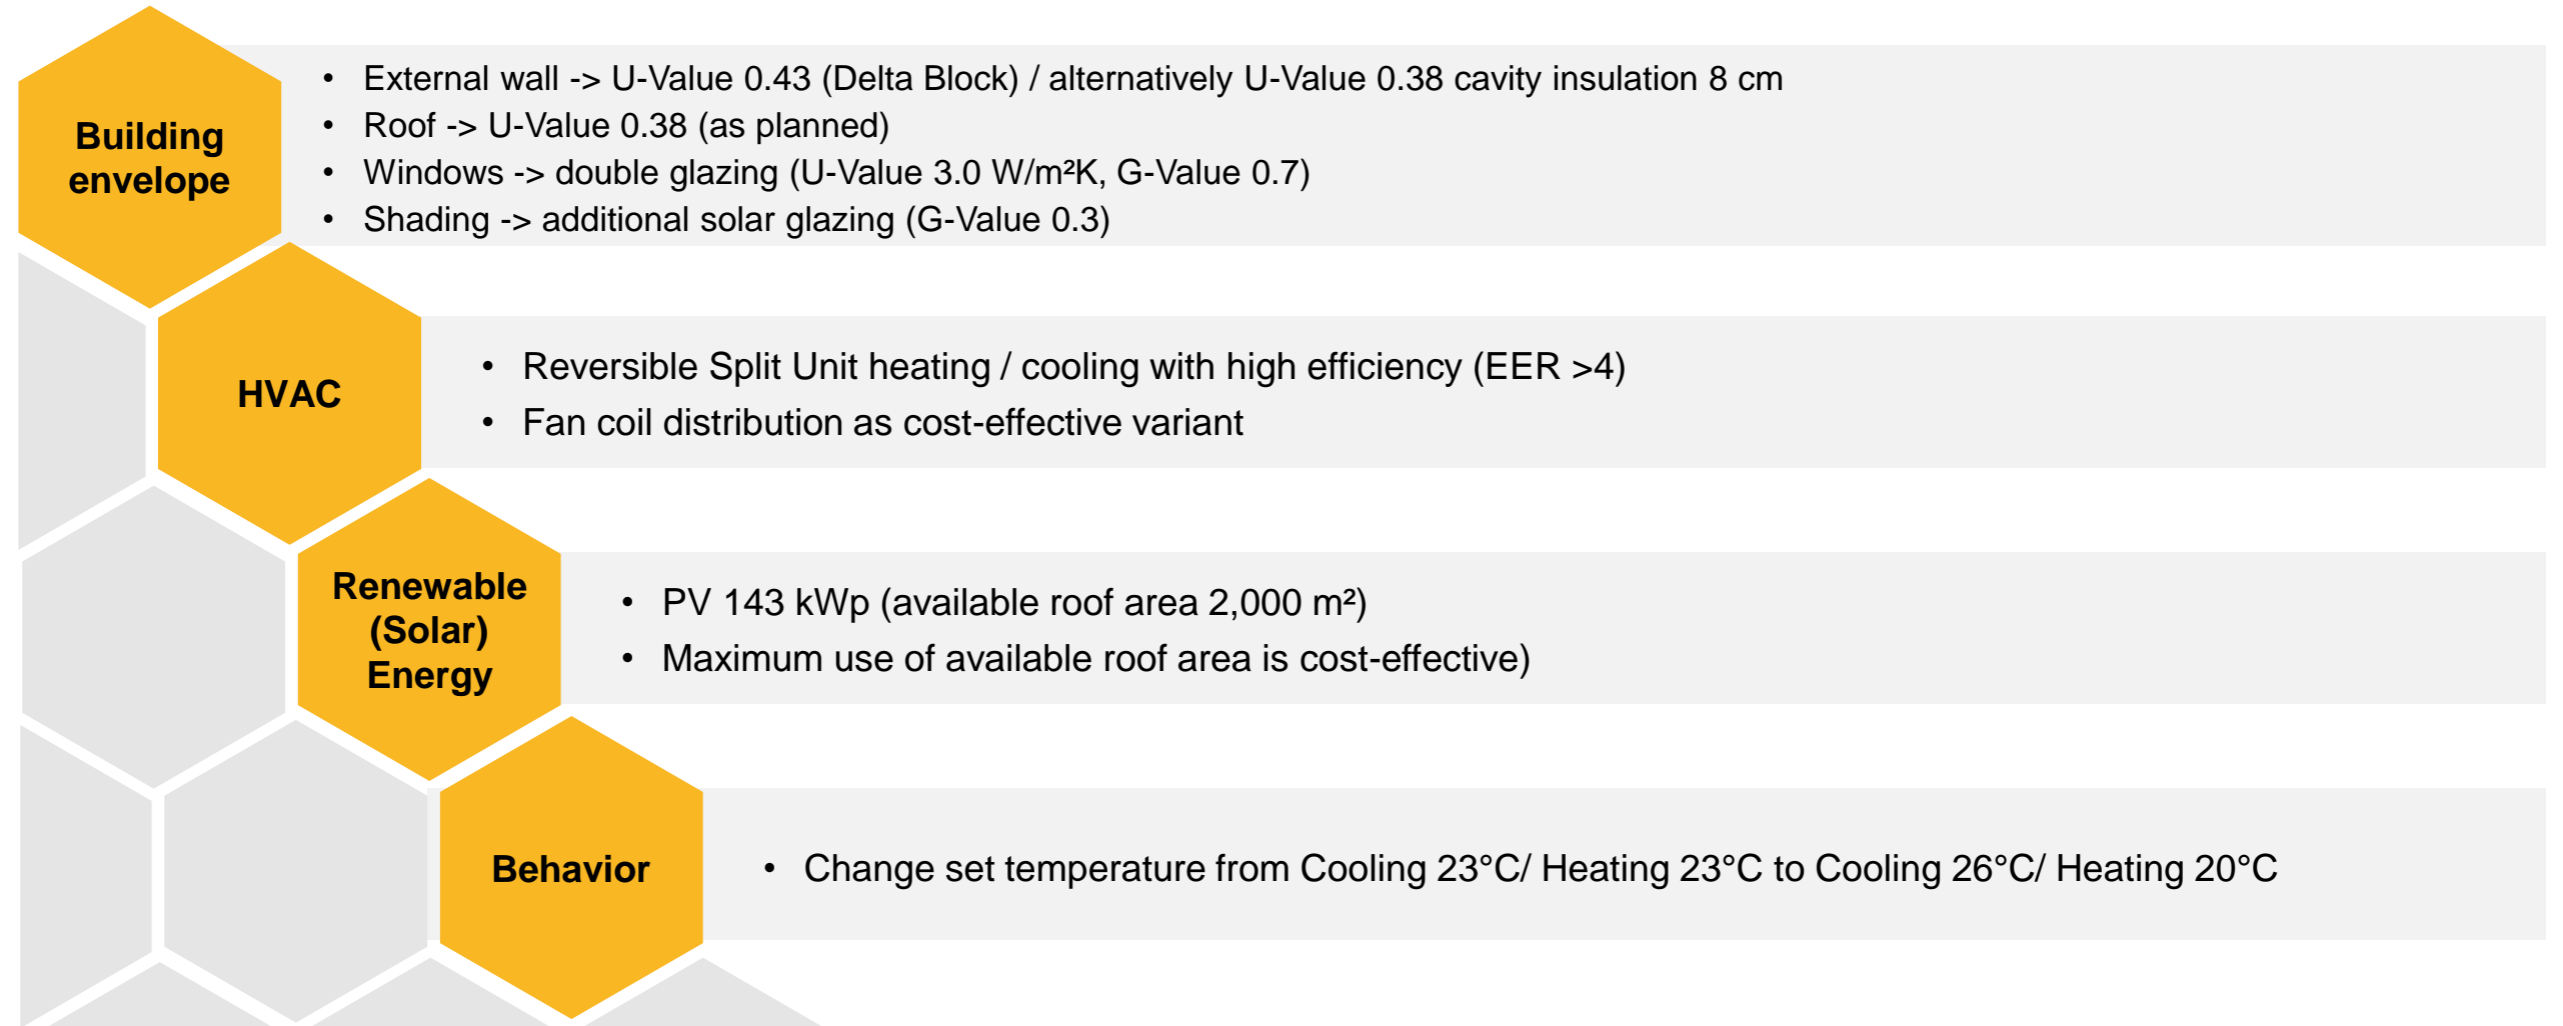 Building
envelope
• External wall -> U-Value 0.43 (Delta Block) / alternatively U-Value 0.38 cavity insulation 8 cm
• Roof -> U-Value 0.38 (as planned)
• Windows -> double glazing (U-Value 3.0 W/m²K, G-Value 0.7)
• Shading -> additional solar glazing (G-Value 0.3)
HVAC
• Reversible Split Unit heating / cooling with high efficiency (EER >4)
• Fan coil distribution as cost-effective variant
Renewable
(Solar)
Energy
• PV 143 kWp (available roof area 2,000 m²)
• Maximum use of available roof area is cost-effective)
Behavior
• Change set temperature from Cooling 23°C/ Heating 23°C to Cooling 26°C/ Heating 20°C